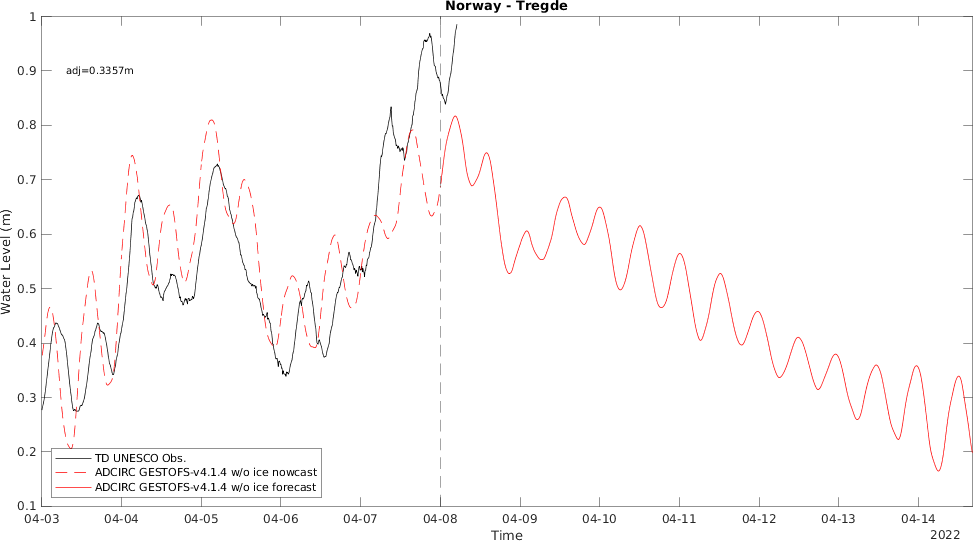 Norway - Tregde
1
0.9
adj=0.3357m
0.8
0.7
0.6
Water Level (m)
0.5
0.4
0.3
0.2
0.1
TD UNESCO Obs.
ADCIRC GESTOFS-v4.1.4 w/o ice nowcast
ADCIRC GESTOFS-v4.1.4 w/o ice forecast
04-03 04-04 04-05 04-06 04-07 04-08 04-09 04-10 04-11 04-12 04-13 04-14
Time
2022